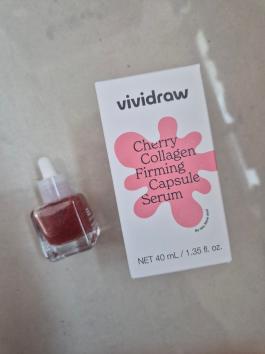 vividraw
Cherry
Collagen
Firming
Capsule
Serum
NET 40 mL / 1.35 fl. oz.